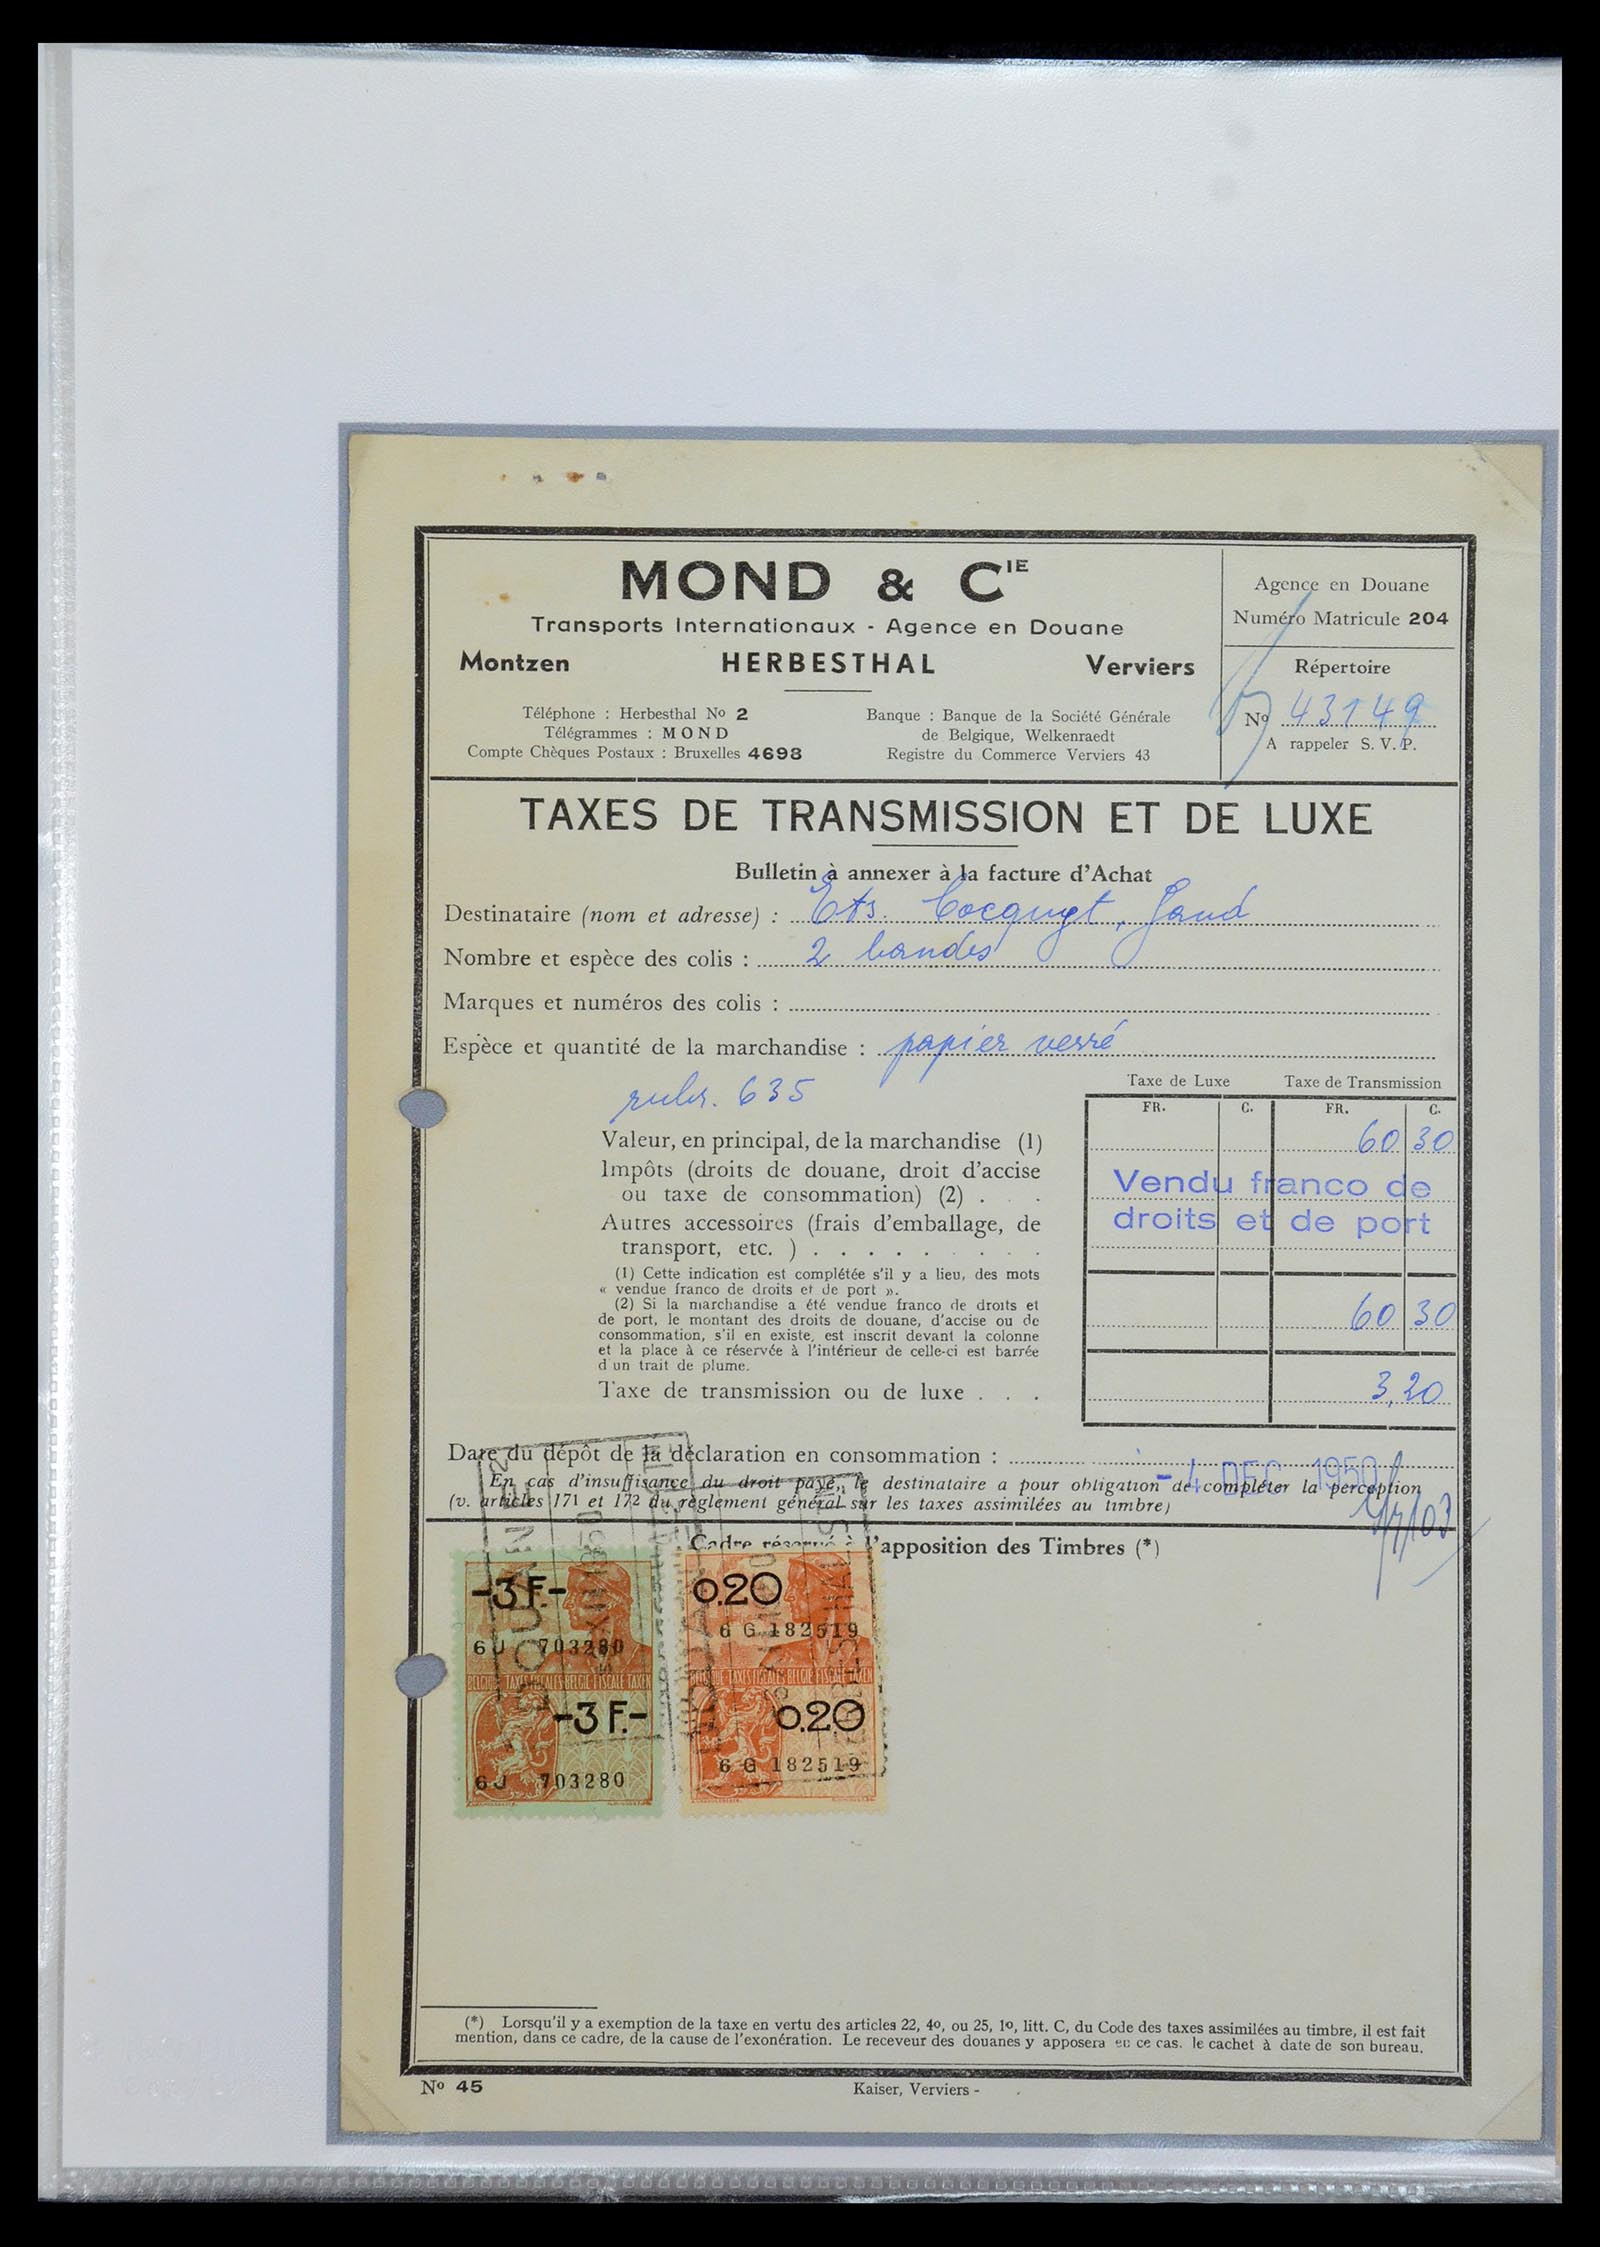 MOND & CIE
Transports Internationaux - Agence en Douane
Montzen HERBESTHAL Verviers
Téléphone : Herbesthal No 2
Télégrammes : MOND
Compte Chèques Postaux : Bruxelles 4698
Banque : Banque de la Société Générale
de Belgique, Welkenraedt
Registre du Commerce Verviers 43
Agence en Douane
Numéro Matricule 204
Répertoire
No 43149
A rappeler S. V. P.
TAXES DE TRANSMISSION ET DE LUXE
Bulletin à annexer à la facture d'Achat
Destinataire (nom et adresse) : Ets. Cocquyt, Gand
Nombre et espèce des colis : 2 bandes
Marques et numéros des colis :
Espèce et quantité de la marchandise : papier verré
rubr. 635
Taxe de Luxe Taxe de Transmission
FR. C. FR. C.
Valeur, en principal, de la marchandise (1) 60 30
Impôts (droits de douane, droit d'accise
ou taxe de consommation) (2) . . .
Vendu franco de
droits et de port
Autres accessoires (frais d'emballage, de
transport, etc. ) . . . . . . . . .
(1) Cette indication est complétée s'il y a lieu, des mots
« vendue franco de droits et de port ».
(2) Si la marchandise a été vendue franco de droits et
de port, le montant des droits de douane, d'accise ou de
consommation, s'il en existe, est inscrit devant la colonne
et la place à ce réservée à l'intérieur de celle-ci est barrée
d'un trait de plume.
60 30
Taxe de transmission ou de luxe . . . 3,20
Date du dépôt de la déclaration en consommation :
- 4 DEC 1950
En cas d'insuffisance du droit payé, le destinataire a pour obligation de compléter la perception
(v. articles 171 et 172 du règlement général sur les taxes assimilées au timbre)
Cadre réservé à l'apposition des Timbres (*)
-3 F.-
6 J 703280
BELGIQUE TAXES FISCALES-BELGIE FISCALE TAXEN
-3 F.-
6 J 703280
0.20
6 G 182519
BELGIQUE TAXES FISCALES BELGIE FISCALE TAXEN
0.20
6 G 182519
(*) Lorsqu'il y a exemption de la taxe en vertu des articles 22, 4o, ou 25, 1o, litt. C, du Code des taxes assimilées au timbre, il est fait
mention, dans ce cadre, de la cause de l'exonération. Le receveur des douanes y apposera en ce cas, le cachet à date de son bureau.
No 45
Kaiser, Verviers -